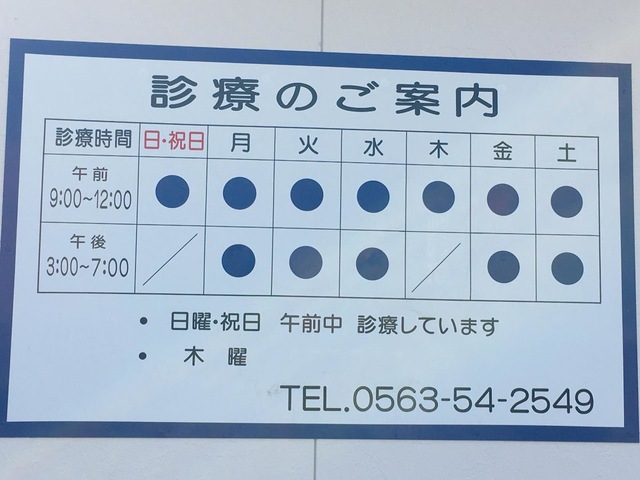 診療のご案内
診療時間 日・祝日 月 火 水 木 金 土
午前
9:00~12:00 ● ● ● ● ● ● ●
午後
3:00~7:00 / ● ● ● / ● ●
• 日曜・祝日 午前中 診療しています
• 木曜
TEL.0563-54-2549